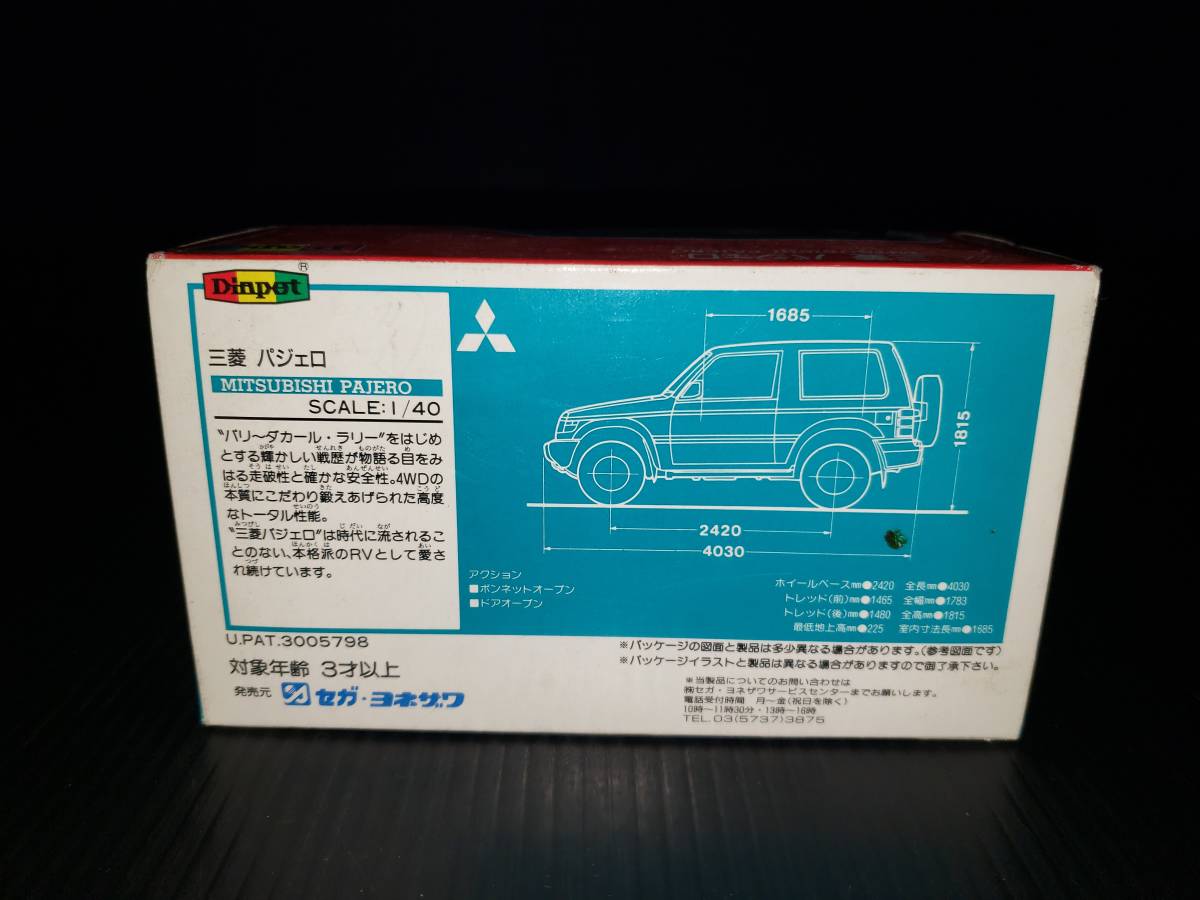 Diapet®
三菱 パジェロ
MITSUBISHI PAJERO
SCALE:1/40
"パリ〜ダカール・ラリー"をはじめ
とする輝かしい戦歴が物語る目をみ
はる走破性と確かな安全性。4WDの
本質にこだわり鍛えあげられた高度
なトータル性能。
"三菱パジェロ"は時代に流されるこ
とのない、本格派のRVとして愛さ
れ続けています。
1685
1815
2420
4030
アクション
■ボンネットオープン
■ドアオープン
ホイールベースmm●2420 全長mm●4030
トレッド(前)mm●1465 全幅mm●1783
トレッド(後)mm●1480 全高mm●1815
最低地上高mm●225 室内寸法長mm●1685
U.PAT.3005798
対象年齢 3才以上
発売元 セガ・ヨネザワ
※パッケージの図面と製品は多少異なる場合があります。(参考図面です)
※パッケージイラストと製品は異なる場合がありますので御了承下さい。
※当製品についてのお問い合わせは
㈱セガ・ヨネザワサービスセンターまでお願いします。
電話受付時間 月〜金(祝日を除く)
10時〜11時30分・13時〜16時
TEL.03(5737)3875